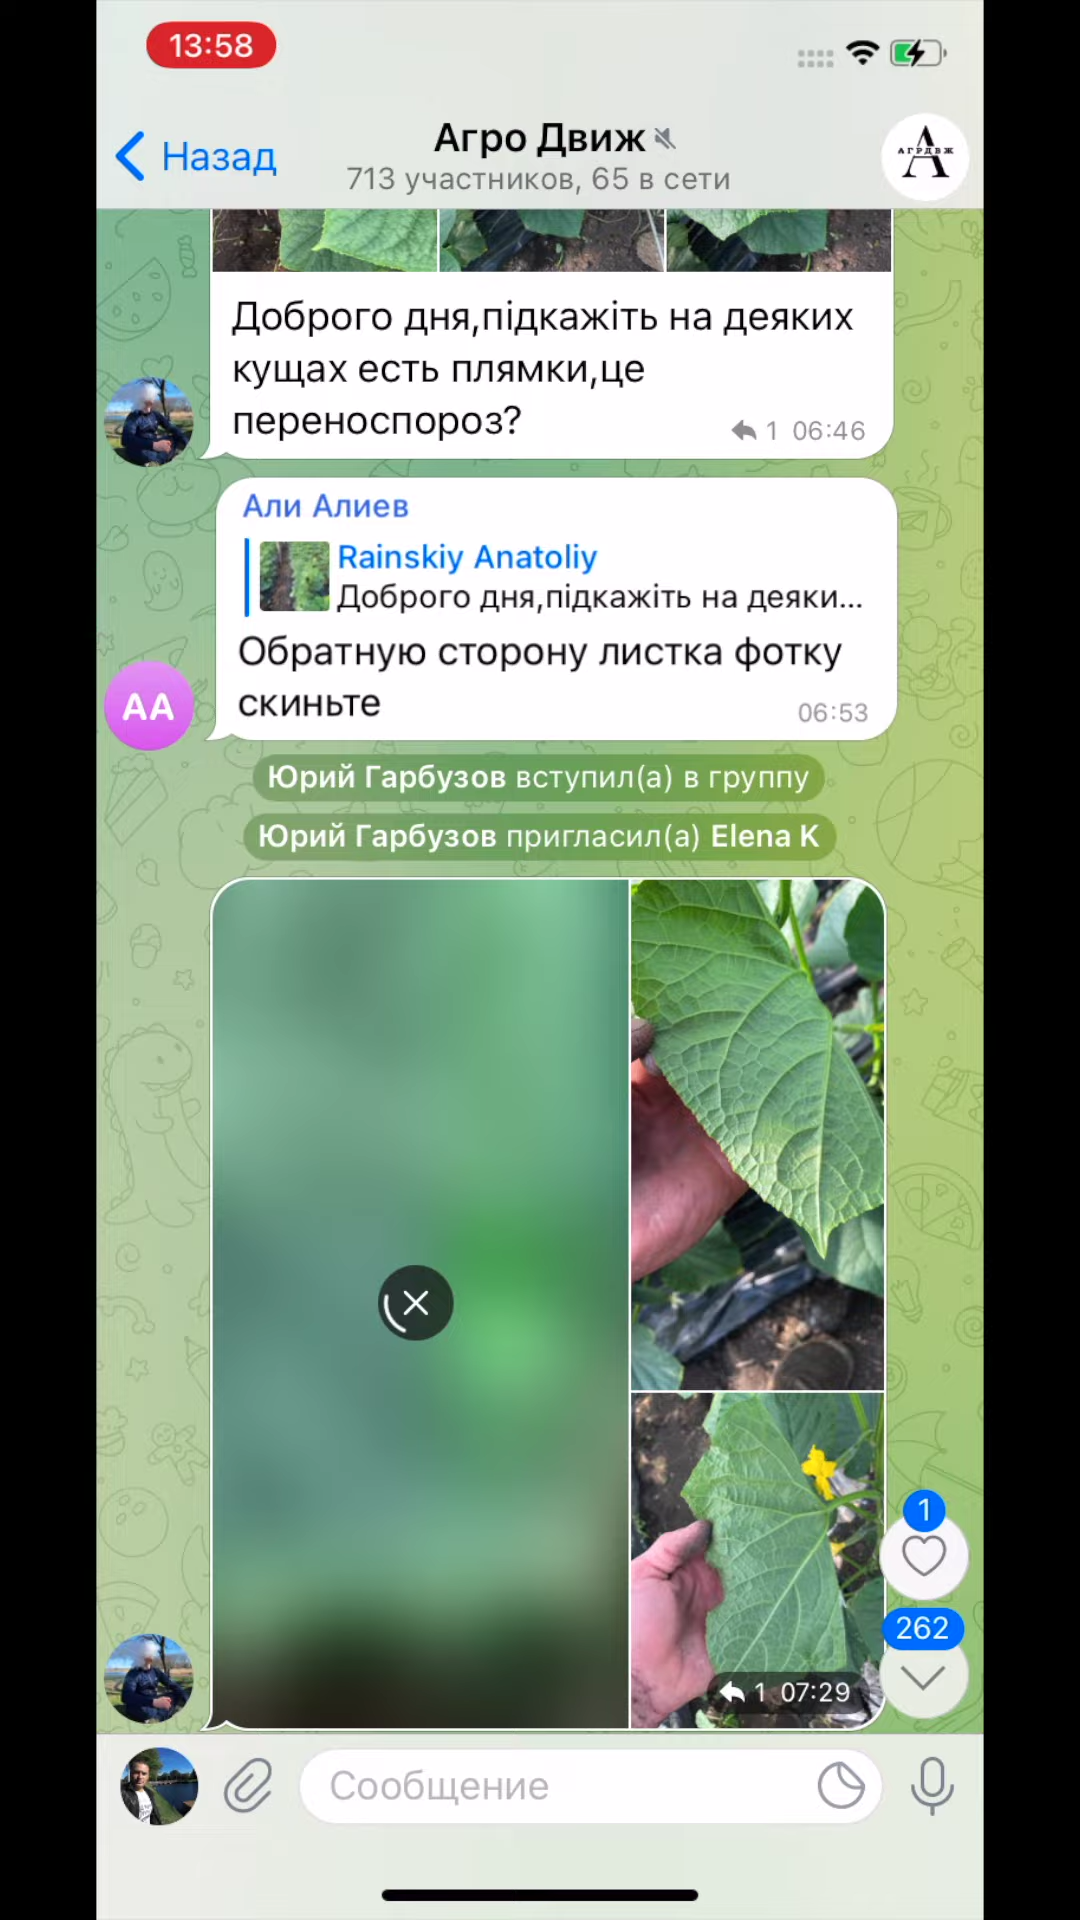 13:58
Назад
Агро Движ
713 участников, 65 в сети
АГРДВЖ
А
Доброго дня,підкажіть на деяких
кущах есть плямки,це
переноспороз?
1 06:46
Али Алиев
Rainskiy Anatoliy
Доброго дня,підкажіть на деяки...
Обратную сторону листка фотку
скиньте
06:53
АА
Юрий Гарбузов вступил(а) в группу
Юрий Гарбузов пригласил(а) Elena K
1
262
1 07:29
Сообщение